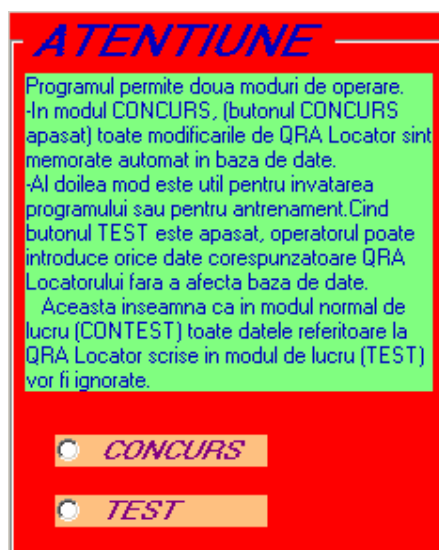 ATENTIUNE
Programul permite doua moduri de operare.
-In modul CONCURS, (butonul CONCURS
apasat) toate modificarile de QRA Locator sint
memorate automat in baza de date.
-Al doilea mod este util pentru invatarea
programului sau pentru antrenament.Cind
butonul TEST este apasat, operatorul poate
introduce orice date corespunzatoare QRA
Locatorului fara a afecta baza de date.
Aceasta inseamna ca in modul normal de
lucru (CONTEST) toate datele referitoare la
QRA Locator scrise in modul de lucru (TEST)
vor fi ignorate.
CONCURS
TEST